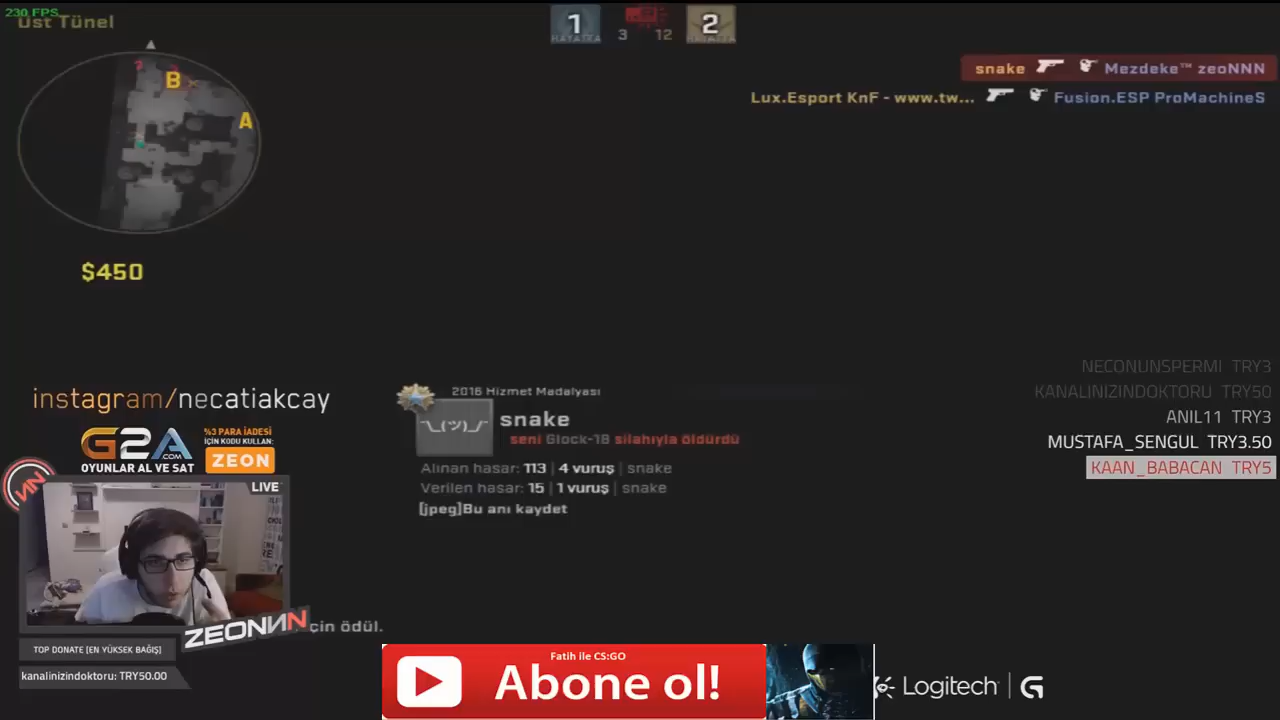 230 FPS
Üst Tünel
1
3
12
2
B
A
snake Mezdeke™ zeoNNN
Lux.Esport KnF - www.tw... Fusion.ESP ProMachineS
$450
NECONUNSPERMI TRY3
KANALINIZINDOKTORU TRY50
ANIL11 TRY3
MUSTAFA_SENGUL TRY3.50
KAAN_BABACAN TRY5
instagram/necatiakcay
G2A.COM
OYUNLAR AL VE SAT
%3 PARA İADESİ
İÇİN KODU KULLAN:
ZEON
2016 Hizmet Madalyası
¯\_(ツ)_/¯
snake
seni Glock-18 silahıyla öldürdü
Alınan hasar: 113 | 4 vuruş | snake
Verilen hasar: 15 | 1 vuruş | snake
[jpeg]Bu anı kaydet
LIVE
ZEONNN
çin ödül.
TOP DONATE [EN YÜKSEK BAĞIŞ]
kanalinizindoktoru: TRY50.00
Fatih ile CS:GO
Abone ol!
Logitech G